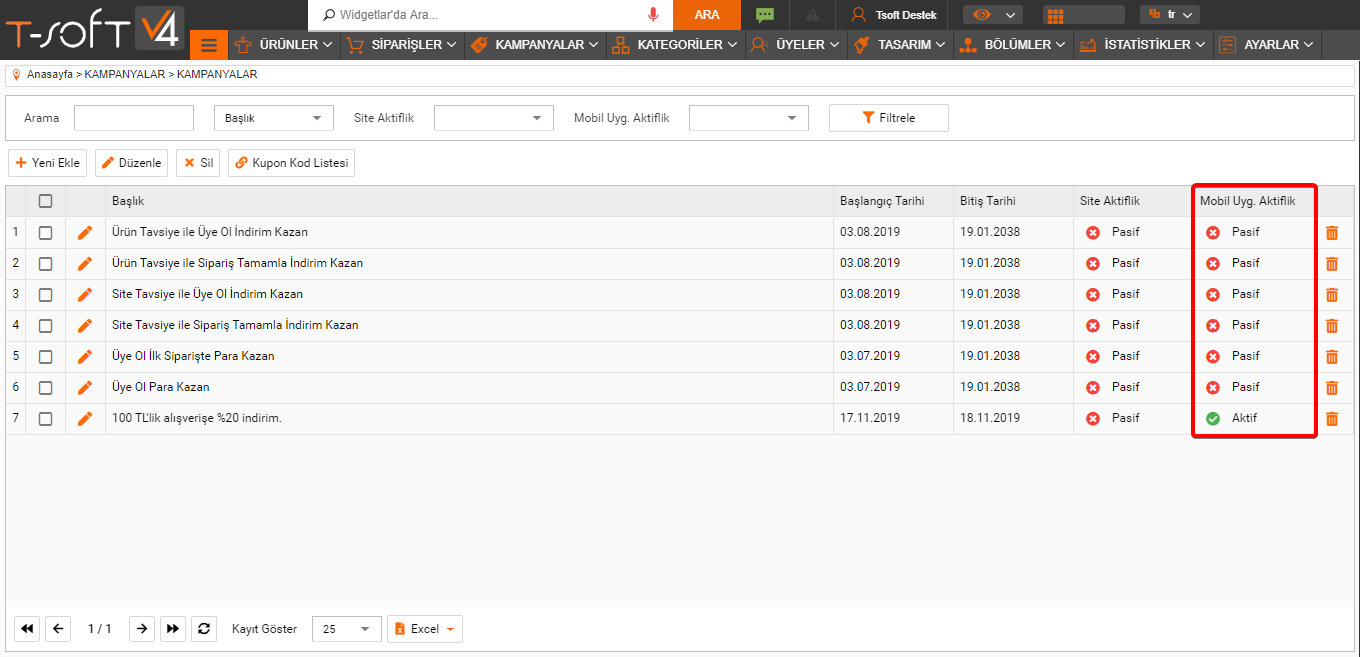 T-SOFT V4
Widgetlar'da Ara...
ARA
Tsoft Destek
tr
ÜRÜNLER
SİPARİŞLER
KAMPANYALAR
KATEGORİLER
ÜYELER
TASARIM
BÖLÜMLER
İSTATİSTİKLER
AYARLAR
Anasayfa > KAMPANYALAR > KAMPANYALAR
Arama
Başlık
Site Aktiflik
Mobil Uyg. Aktiflik
Filtrele
Yeni Ekle
Düzenle
Sil
Kupon Kod Listesi
Başlık Başlangıç Tarihi Bitiş Tarihi Site Aktiflik Mobil Uyg. Aktiflik
1 Ürün Tavsiye ile Üye Ol İndirim Kazan 03.08.2019 19.01.2038 Pasif Pasif
2 Ürün Tavsiye ile Sipariş Tamamla İndirim Kazan 03.08.2019 19.01.2038 Pasif Pasif
3 Site Tavsiye ile Üye Ol İndirim Kazan 03.08.2019 19.01.2038 Pasif Pasif
4 Site Tavsiye ile Sipariş Tamamla İndirim Kazan 03.08.2019 19.01.2038 Pasif Pasif
5 Üye Ol İlk Siparişte Para Kazan 03.07.2019 19.01.2038 Pasif Pasif
6 Üye Ol Para Kazan 03.07.2019 19.01.2038 Pasif Pasif
7 100 TL'lik alışverişe %20 indirim. 17.11.2019 18.11.2019 Pasif Aktif
1 / 1
Kayıt Göster
25
Excel